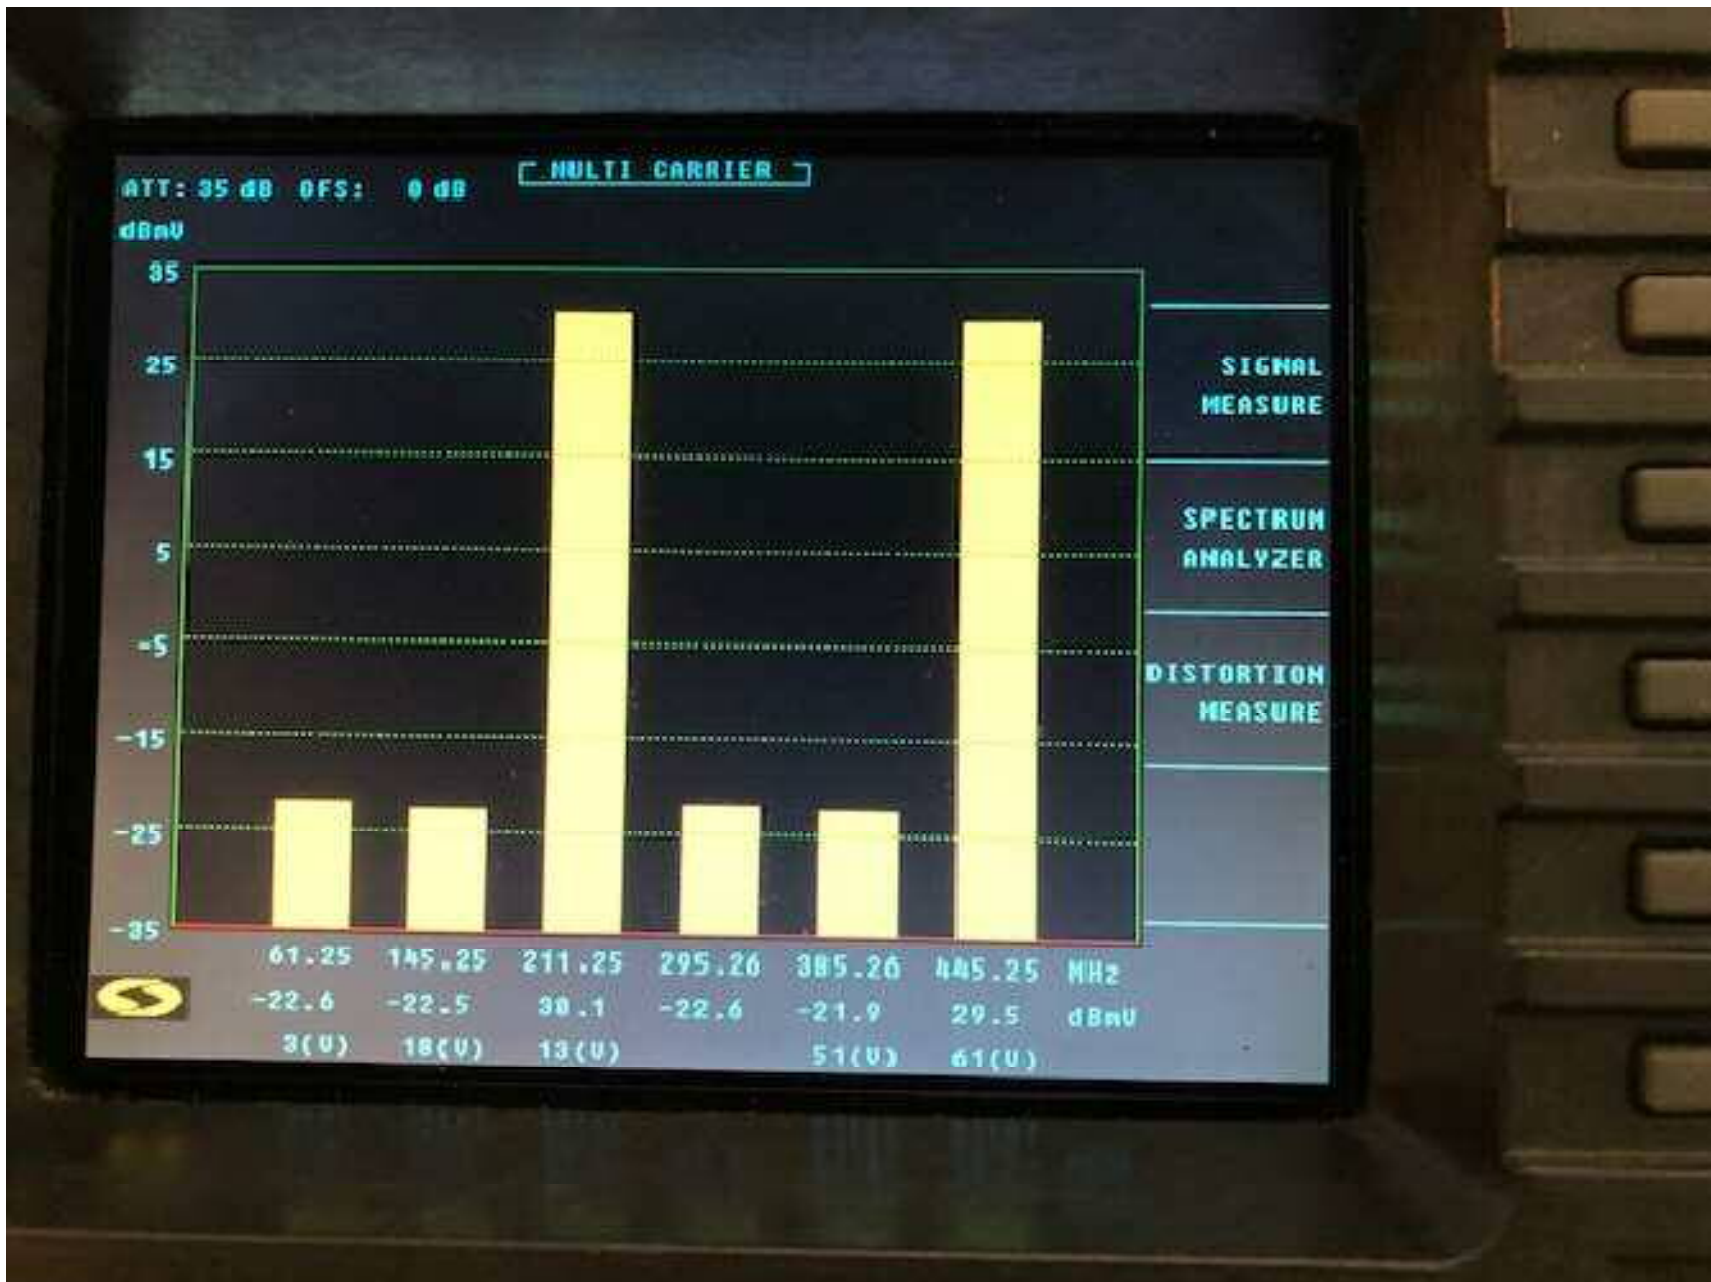 MULTI CARRIER
ATT: 35 dB OFS: 0 dB
dBmV
35
25
15
5
-5
-15
-25
-35
SIGNAL
MEASURE
SPECTRUM
ANALYZER
DISTORTION
MEASURE
61.25 145.25 211.25 295.26 385.26 445.25 MHz
-22.6 -22.5 30.1 -22.6 -21.9 29.5 dBmV
3(V) 18(V) 13(V) 51(V) 61(V)